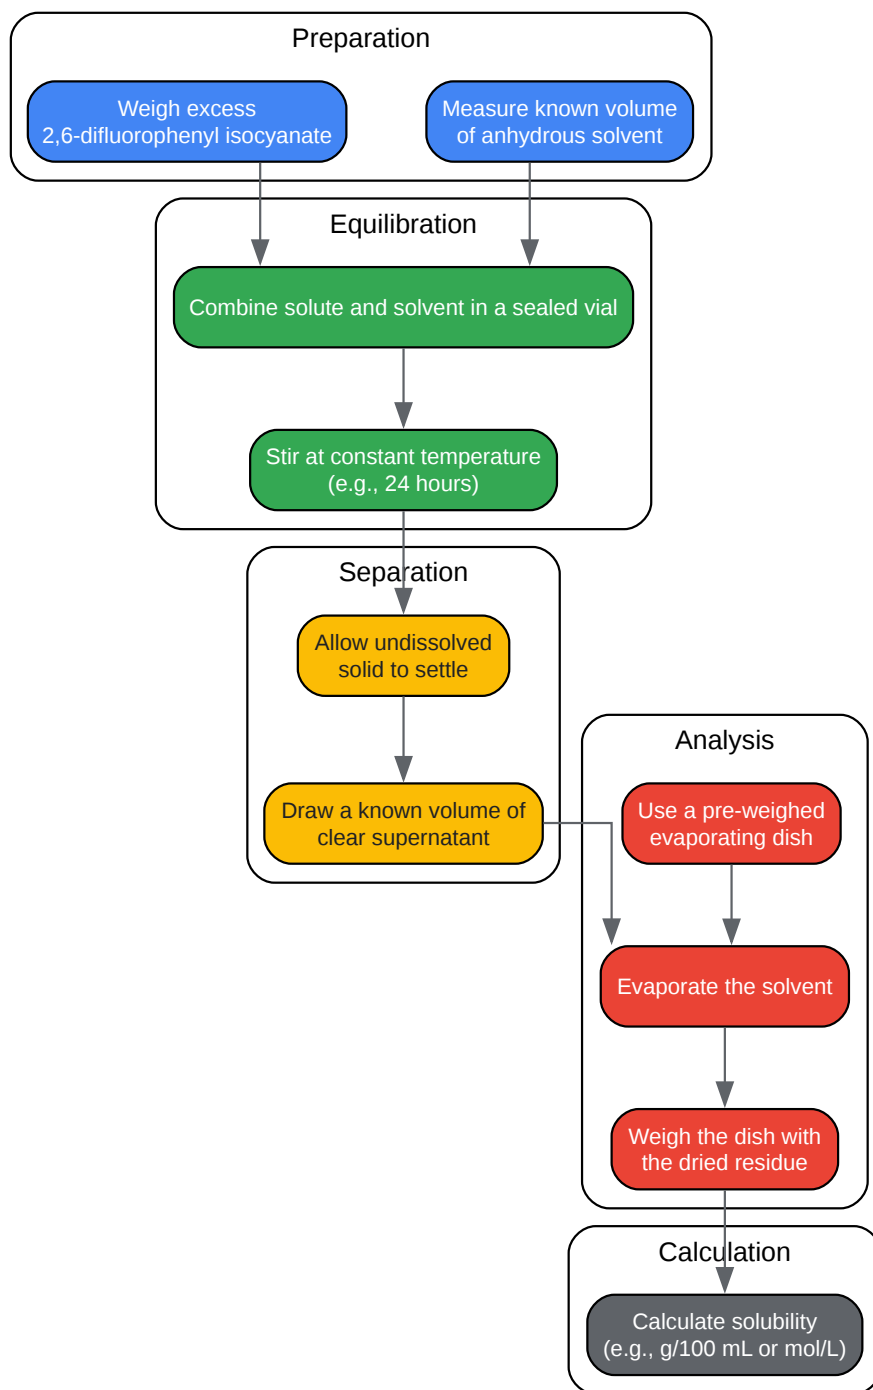 Preparation
Weigh excess
2,6-difluorophenyl isocyanate
Measure known volume
of anhydrous solvent
Equilibration
Combine solute and solvent in a sealed vial
Stir at constant temperature
(e.g., 24 hours)
Separation
Allow undissolved
solid to settle
Draw a known volume of
clear supernatant
Analysis
Use a pre-weighed
evaporating dish
Evaporate the solvent
Weigh the dish with
the dried residue
Calculation
Calculate solubility
(e.g., g/100 mL or mol/L)